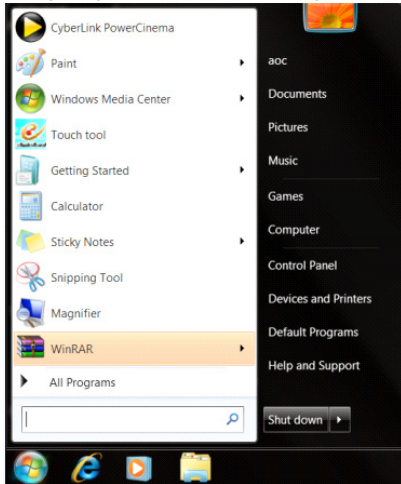 CyberLink PowerCinema
Paint
Windows Media Center
Touch tool
Getting Started
Calculator
Sticky Notes
Snipping Tool
Magnifier
WinRAR
All Programs
aoc
Documents
Pictures
Music
Games
Computer
Control Panel
Devices and Printers
Default Programs
Help and Support
Shut down